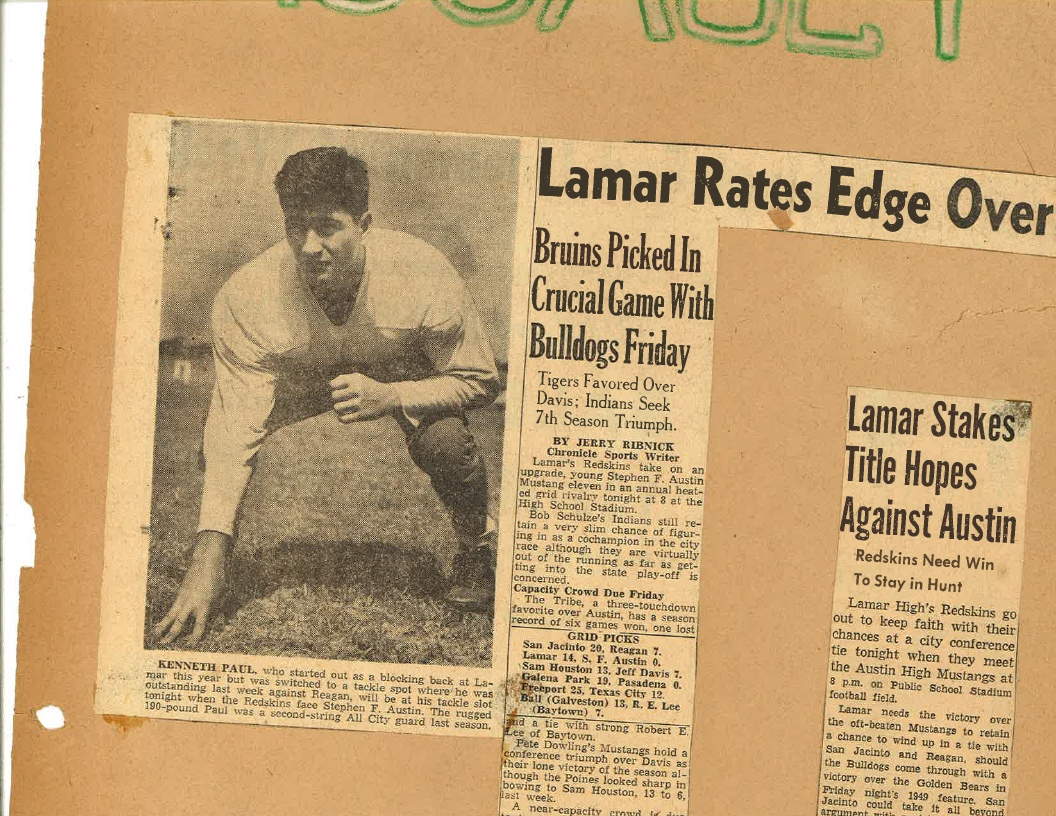 Lamar Rates Edge Over
Bruins Picked In
Crucial Game With
Bulldogs Friday
Tigers Favored Over
Davis; Indians Seek
7th Season Triumph.
BY JERRY RIBNICK
Chronicle Sports Writer
Lamar's Redskins take on an
upgrade, young Stephen F. Austin
Mustang eleven in an annual heat-
ed grid rivalry tonight at 8 at the
High School Stadium.
Bob Schulze's Indians still re-
tain a very slim chance of figur-
ing in as a cochampion in the city
race although they are virtually
out of the running as far as get-
ting into the state play-off is
concerned.
Capacity Crowd Due Friday
The Tribe, a three-touchdown
favorite over Austin, has a season
record of six games won, one lost
GRID PICKS
San Jacinto 20, Reagan 7.
Lamar 14, S. F. Austin 0.
Sam Houston 13, Jeff Davis 7.
Galena Park 19, Pasadena 0.
Freeport 25, Texas City 12.
Ball (Galveston) 13, R. E. Lee
(Baytown) 7.
and a tie with strong Robert E.
Lee of Baytown.
Pete Dowling's Mustangs hold a
conference triumph over Davis as
their lone victory of the season al-
though the Poines looked sharp in
bowing to Sam Houston, 13 to 6,
last week.
A near-capacity crowd is due
KENNETH PAUL, who started out as a blocking back at La-
mar this year but was switched to a tackle spot where he was
outstanding last week against Reagan, will be at his tackle slot
tonight when the Redskins face Stephen F. Austin. The rugged
190-pound Paul was a second-string All City guard last season.
Lamar Stakes
Title Hopes
Against Austin
Redskins Need Win
To Stay in Hunt
Lamar High's Redskins go
out to keep faith with their
chances at a city conference
tie tonight when they meet
the Austin High Mustangs at
8 p.m. on Public School Stadium
football field.
Lamar needs the victory over
the oft-beaten Mustangs to retain
a chance to wind up in a tie with
San Jacinto and Reagan, should
the Bulldogs come through with a
victory over the Golden Bears in
Friday night's 1949 feature. San
Jacinto could take it all beyond